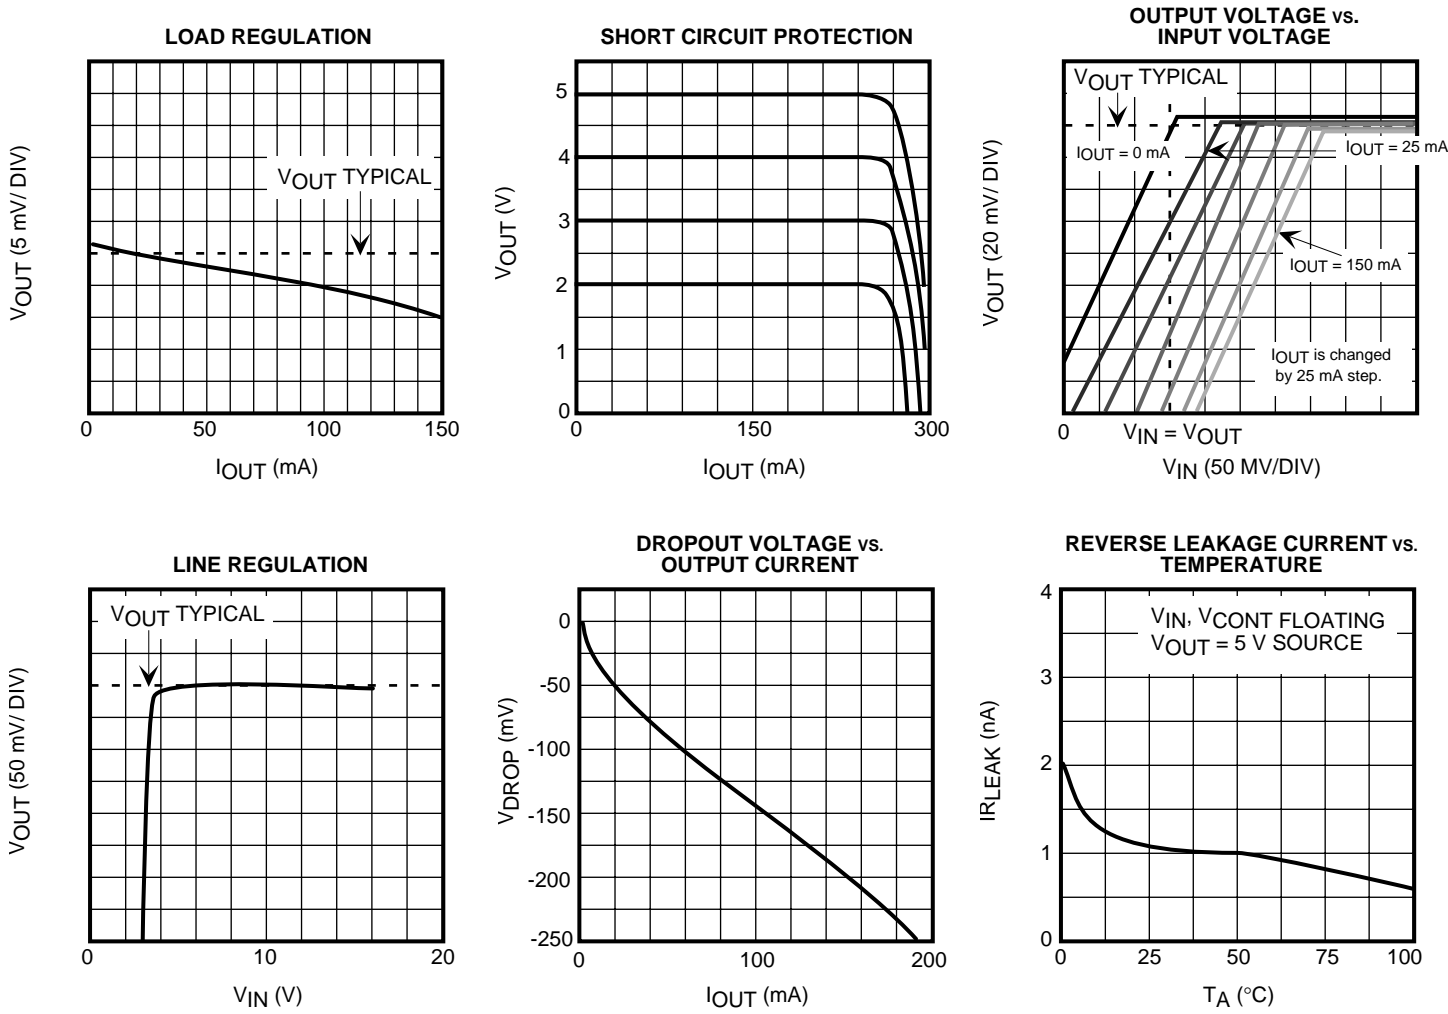 LOAD REGULATION
VOUT (5 mV/ DIV)
VOUT TYPICAL
0 50 100 150
IOUT (mA)
SHORT CIRCUIT PROTECTION
VOUT (V)
5
4
3
2
1
0
0 150 300
IOUT (mA)
OUTPUT VOLTAGE vs.
INPUT VOLTAGE
VOUT (20 mV/ DIV)
VOUT TYPICAL
IOUT = 0 mA
IOUT = 25 mA
IOUT = 150 mA
IOUT is changed
by 25 mA step.
0 VIN = VOUT
VIN (50 MV/DIV)
LINE REGULATION
VOUT (50 mV/ DIV)
VOUT TYPICAL
0 10 20
VIN (V)
DROPOUT VOLTAGE vs.
OUTPUT CURRENT
VDROP (mV)
0
-50
-100
-150
-200
-250
0 100 200
IOUT (mA)
REVERSE LEAKAGE CURRENT vs.
TEMPERATURE
IRLEAK (nA)
4
3
2
1
0
VIN, VCONT FLOATING
VOUT = 5 V SOURCE
0 25 50 75 100
TA (°C)